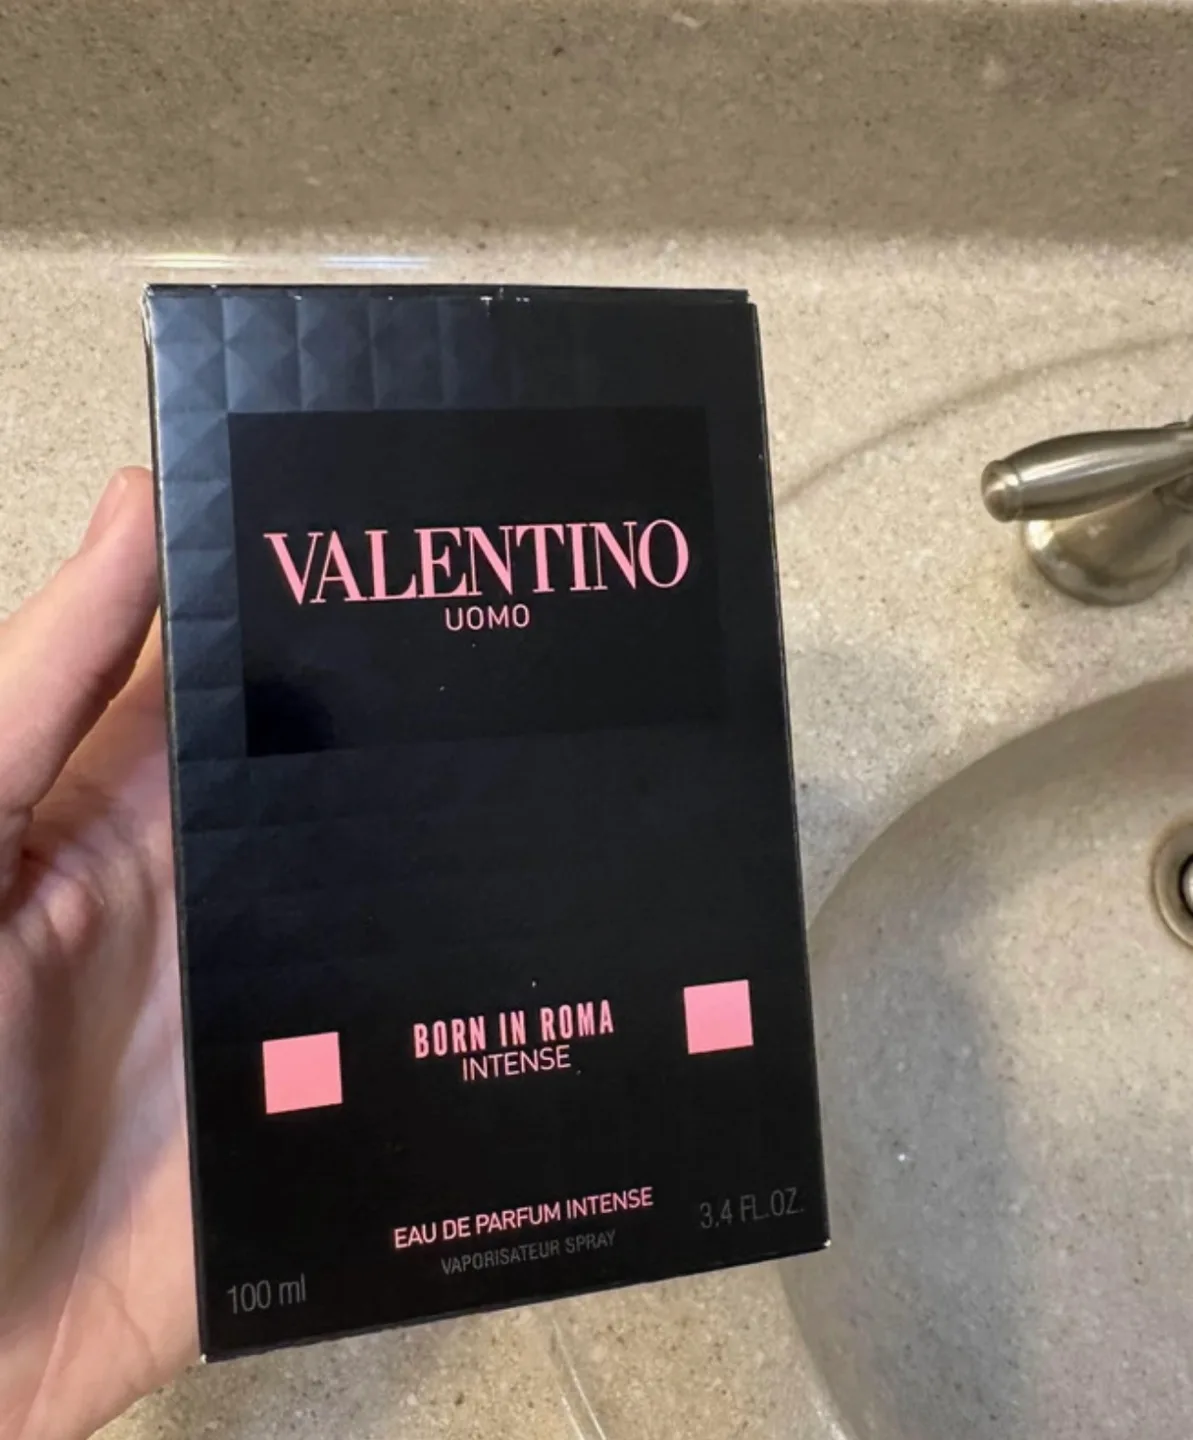 VALENTINO
UOMO
BORN IN ROMA
INTENSE
EAU DE PARFUM INTENSE
VAPORISATEUR SPRAY
100 ml
3.4 FL.OZ.